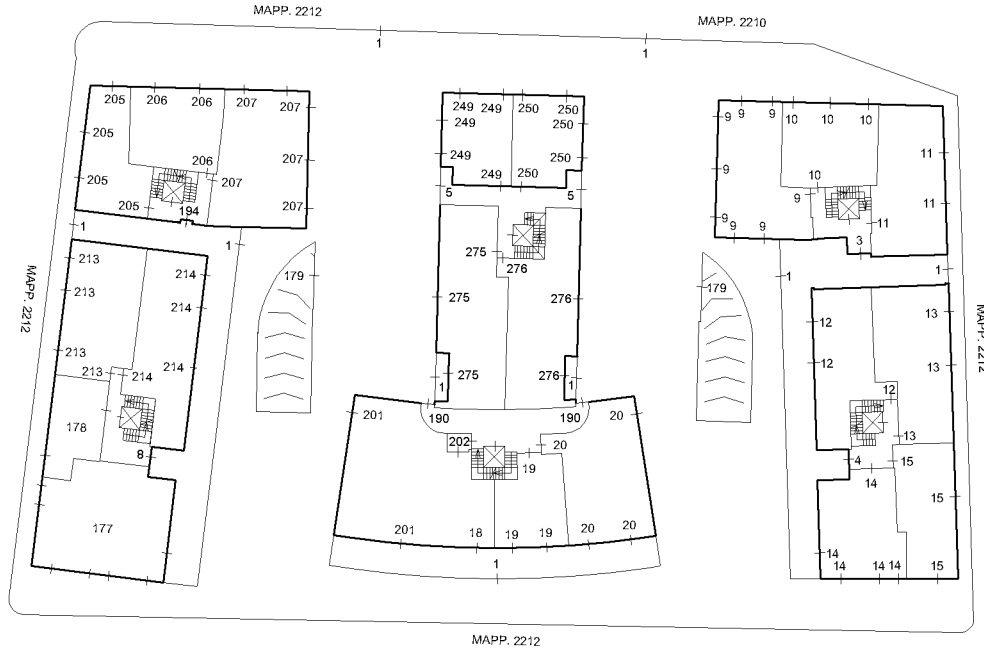 MAPP. 2212
MAPP. 2210
1
1
205 206 206 207 207
249 249 250 250
249 250
9 9 9 10 10 10
205 207
249 249 250 250
11
206
205 207 207
9 10
5 5
9 11
205 194 207
9 9 9 11
1 1
3
213 214
275 276
179 179
1 1
213 214
275 276
12 13
MAPP. 2212
MAPP. 2212
213 214
213 214
275 276
12 13
1 1
12
201 190 190 20
178
202 20
13
8
19
4 15
14
177
15
201 18 19 19 20 20
14
1
14 14 14 15
MAPP. 2212